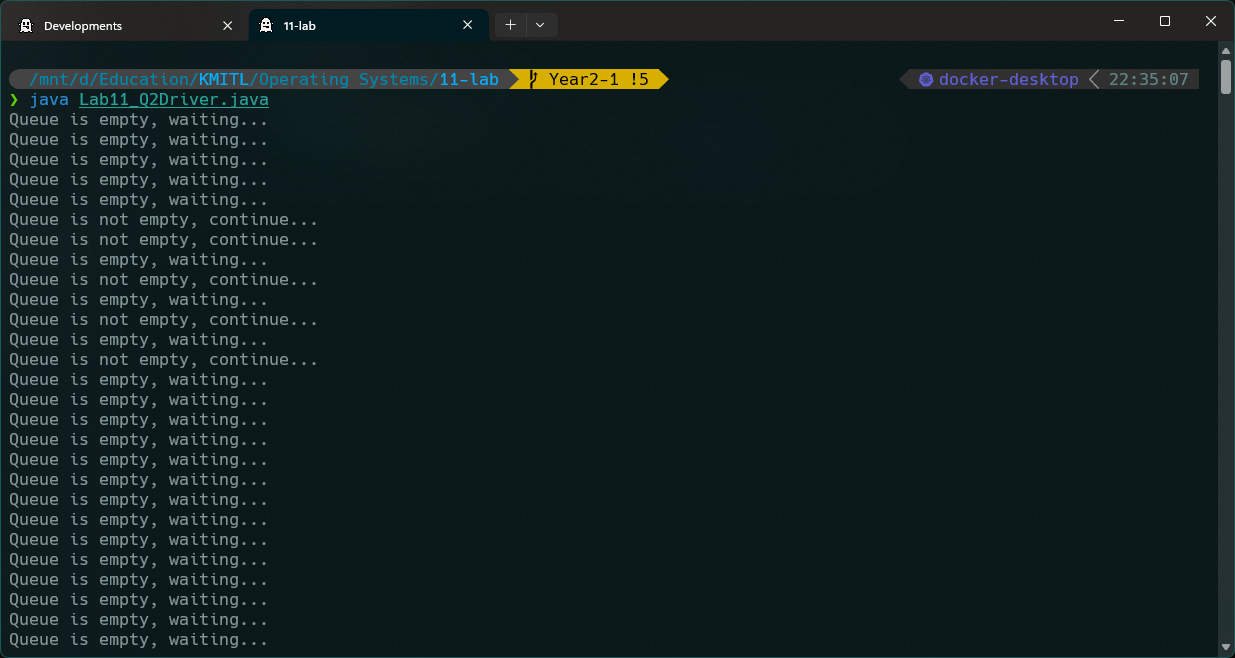 Developments 11-lab
/mnt/d/Education/KMITL/Operating Systems/11-lab Year2-1 !5 docker-desktop 22:35:07
❯ java Lab11_Q2Driver.java
Queue is empty, waiting...
Queue is empty, waiting...
Queue is empty, waiting...
Queue is empty, waiting...
Queue is empty, waiting...
Queue is not empty, continue...
Queue is not empty, continue...
Queue is empty, waiting...
Queue is not empty, continue...
Queue is empty, waiting...
Queue is not empty, continue...
Queue is empty, waiting...
Queue is not empty, continue...
Queue is empty, waiting...
Queue is empty, waiting...
Queue is empty, waiting...
Queue is empty, waiting...
Queue is empty, waiting...
Queue is empty, waiting...
Queue is empty, waiting...
Queue is empty, waiting...
Queue is empty, waiting...
Queue is empty, waiting...
Queue is empty, waiting...
Queue is empty, waiting...
Queue is empty, waiting...
Queue is empty, waiting...